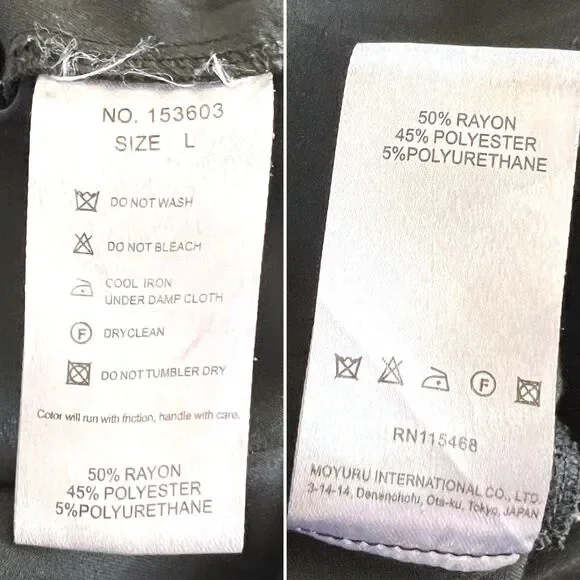 NO. 153603
SIZE L
DO NOT WASH
DO NOT BLEACH
COOL IRON
UNDER DAMP CLOTH
F DRYCLEAN
DO NOT TUMBLER DRY
Color will run with friction, handle with care.
50% RAYON
45% POLYESTER
5%POLYURETHANE
50% RAYON
45% POLYESTER
5%POLYURETHANE
F
RN115468
MOYURU INTERNATIONAL CO., LTD.
3-14-14, Denenchofu, Ota-ku, Tokyo, JAPAN